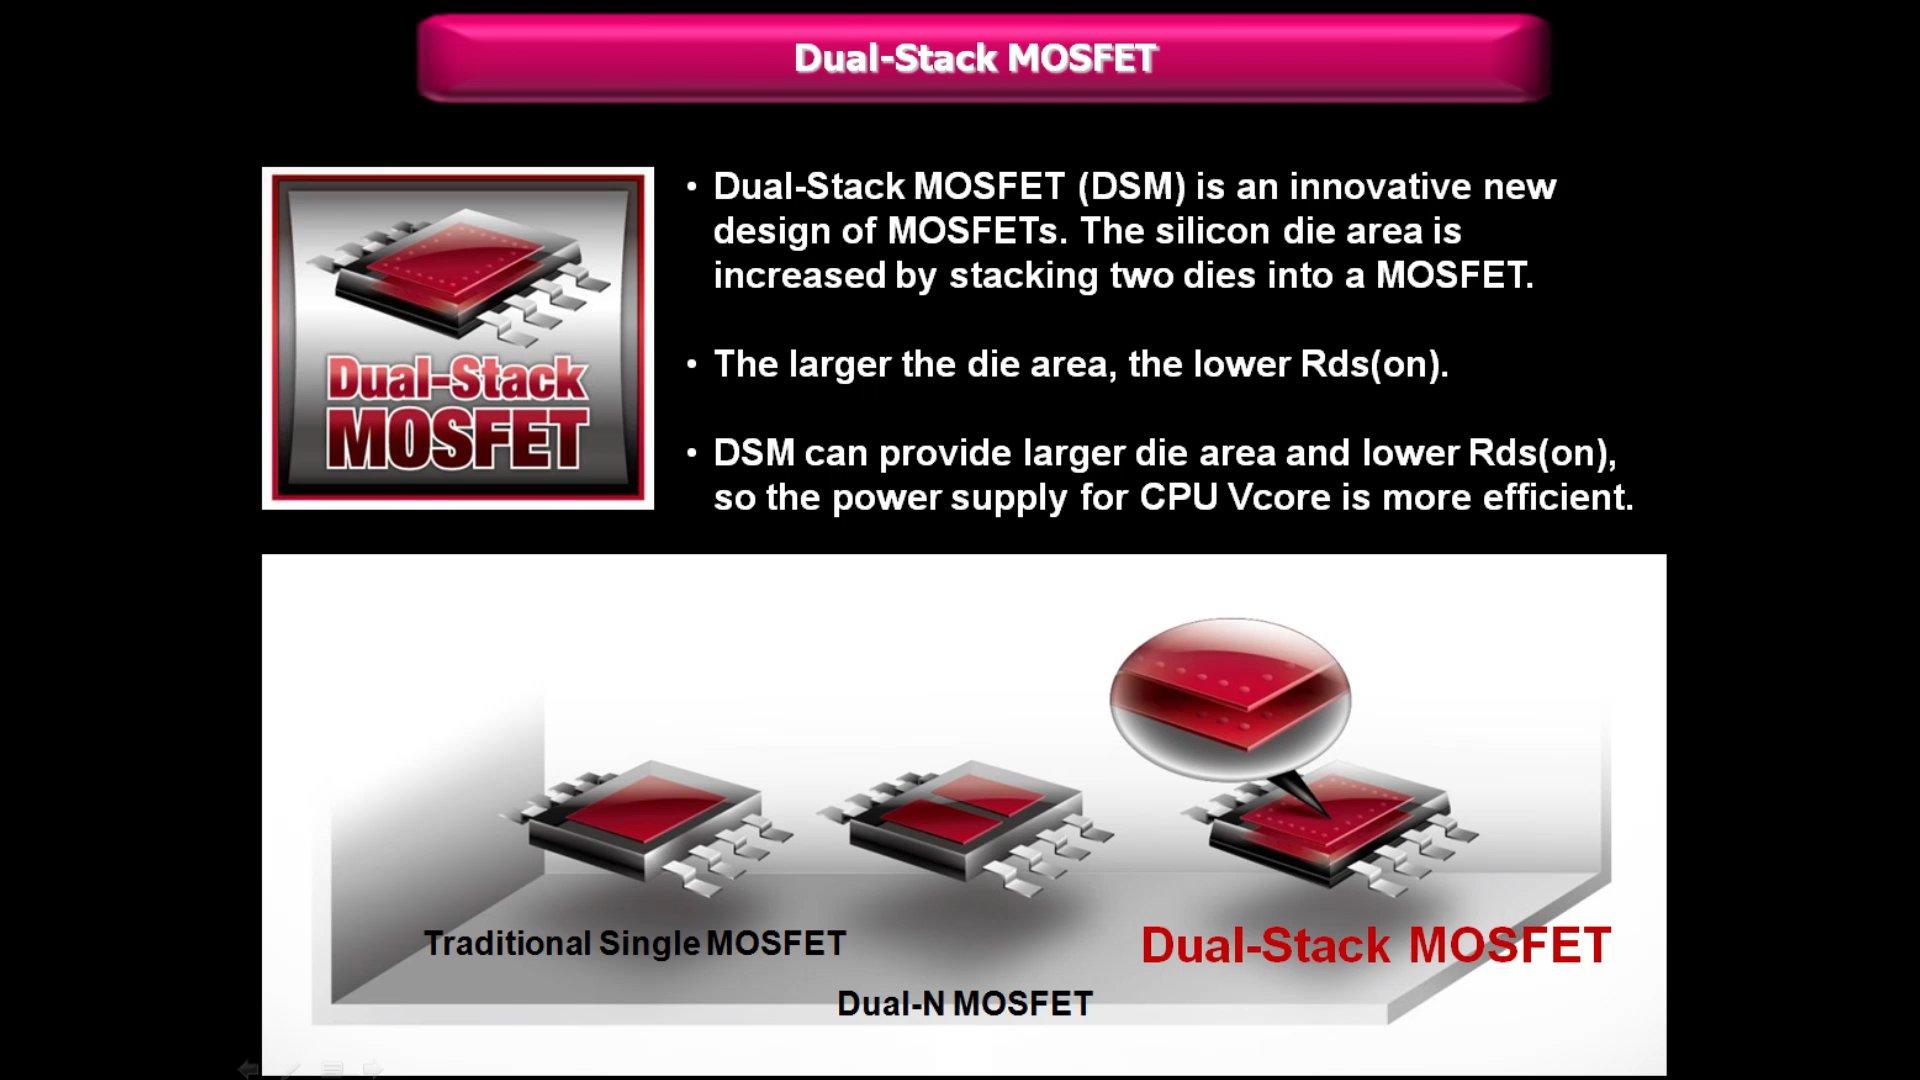 Dual-Stack MOSFET
Dual-Stack
MOSFET
• Dual-Stack MOSFET (DSM) is an innovative new
design of MOSFETs. The silicon die area is
increased by stacking two dies into a MOSFET.
• The larger the die area, the lower Rds(on).
• DSM can provide larger die area and lower Rds(on),
so the power supply for CPU Vcore is more efficient.
Traditional Single MOSFET
Dual-N MOSFET
Dual-Stack MOSFET